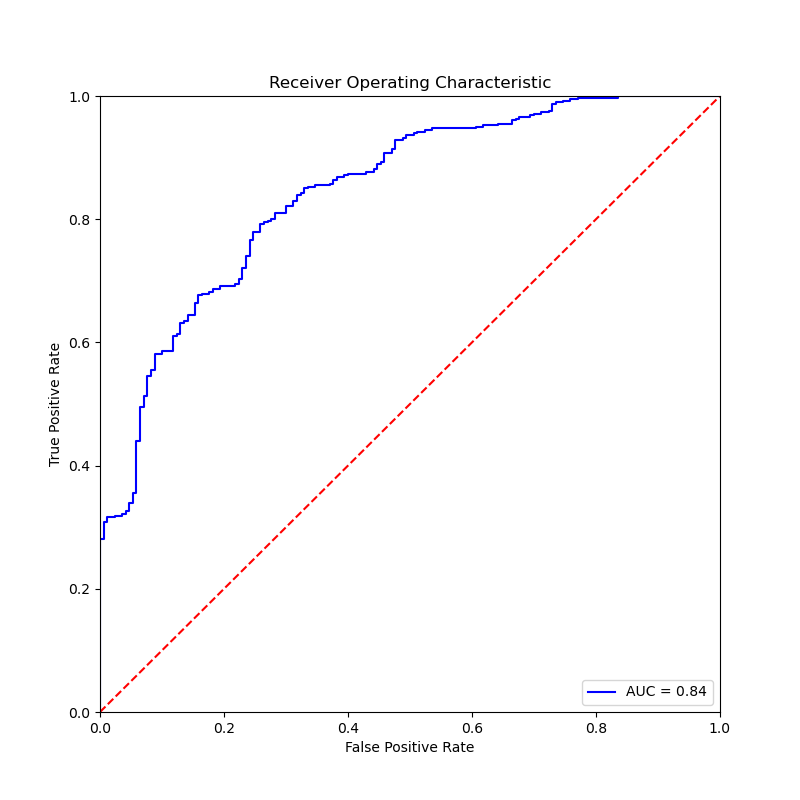 Receiver Operating Characteristic
1.0
0.8
0.6
0.4
0.2
0.0
True Positive Rate
AUC = 0.84
0.0 0.2 0.4 0.6 0.8 1.0
False Positive Rate